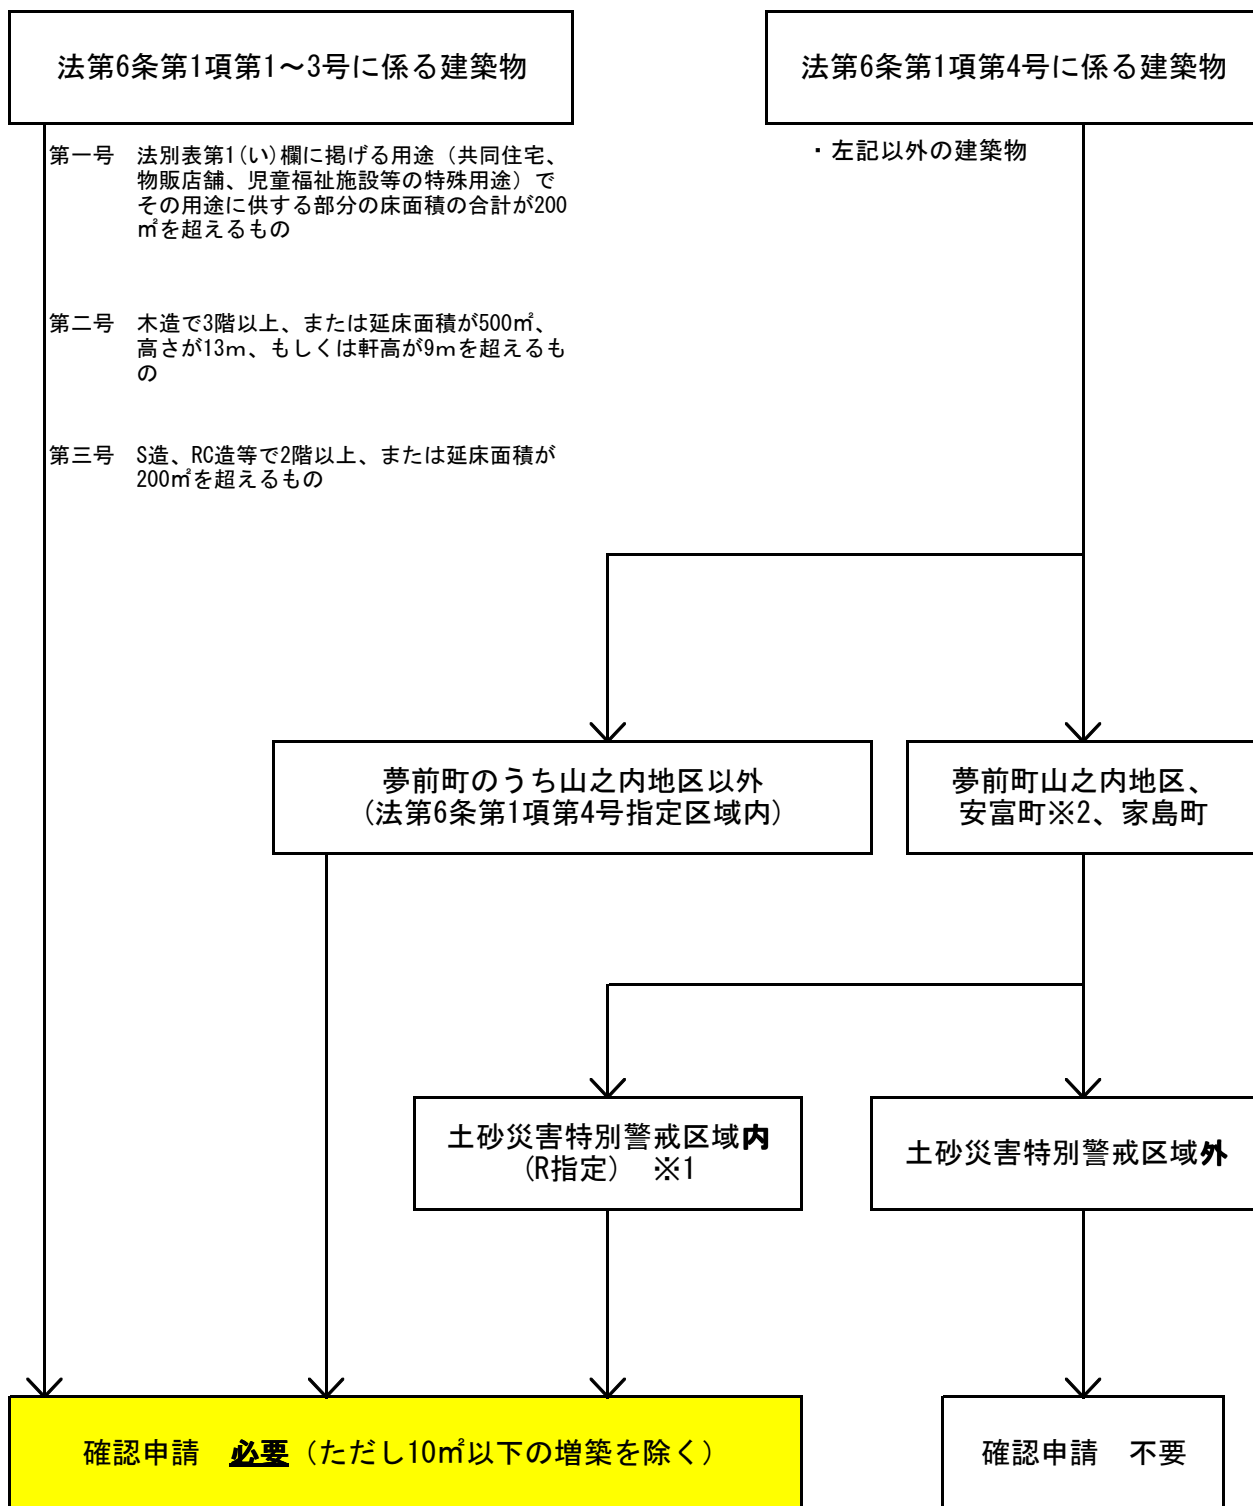 法第6条第1項第1～3号に係る建築物
第一号 法別表第1(い)欄に掲げる用途（共同住宅、
物販店舗、児童福祉施設等の特殊用途）で
その用途に供する部分の床面積の合計が200
㎡を超えるもの
第二号 木造で3階以上、または延床面積が500㎡、
高さが13ｍ、もしくは軒高が9ｍを超えるも
の
第三号 S造、RC造等で2階以上、または延床面積が
200㎡を超えるもの
法第6条第1項第4号に係る建築物
・左記以外の建築物
夢前町のうち山之内地区以外
(法第6条第1項第4号指定区域内)
夢前町山之内地区、
安富町※2、家島町
土砂災害特別警戒区域内
(R指定) ※1
土砂災害特別警戒区域外
確認申請 必要（ただし10㎡以下の増築を除く）
確認申請 不要